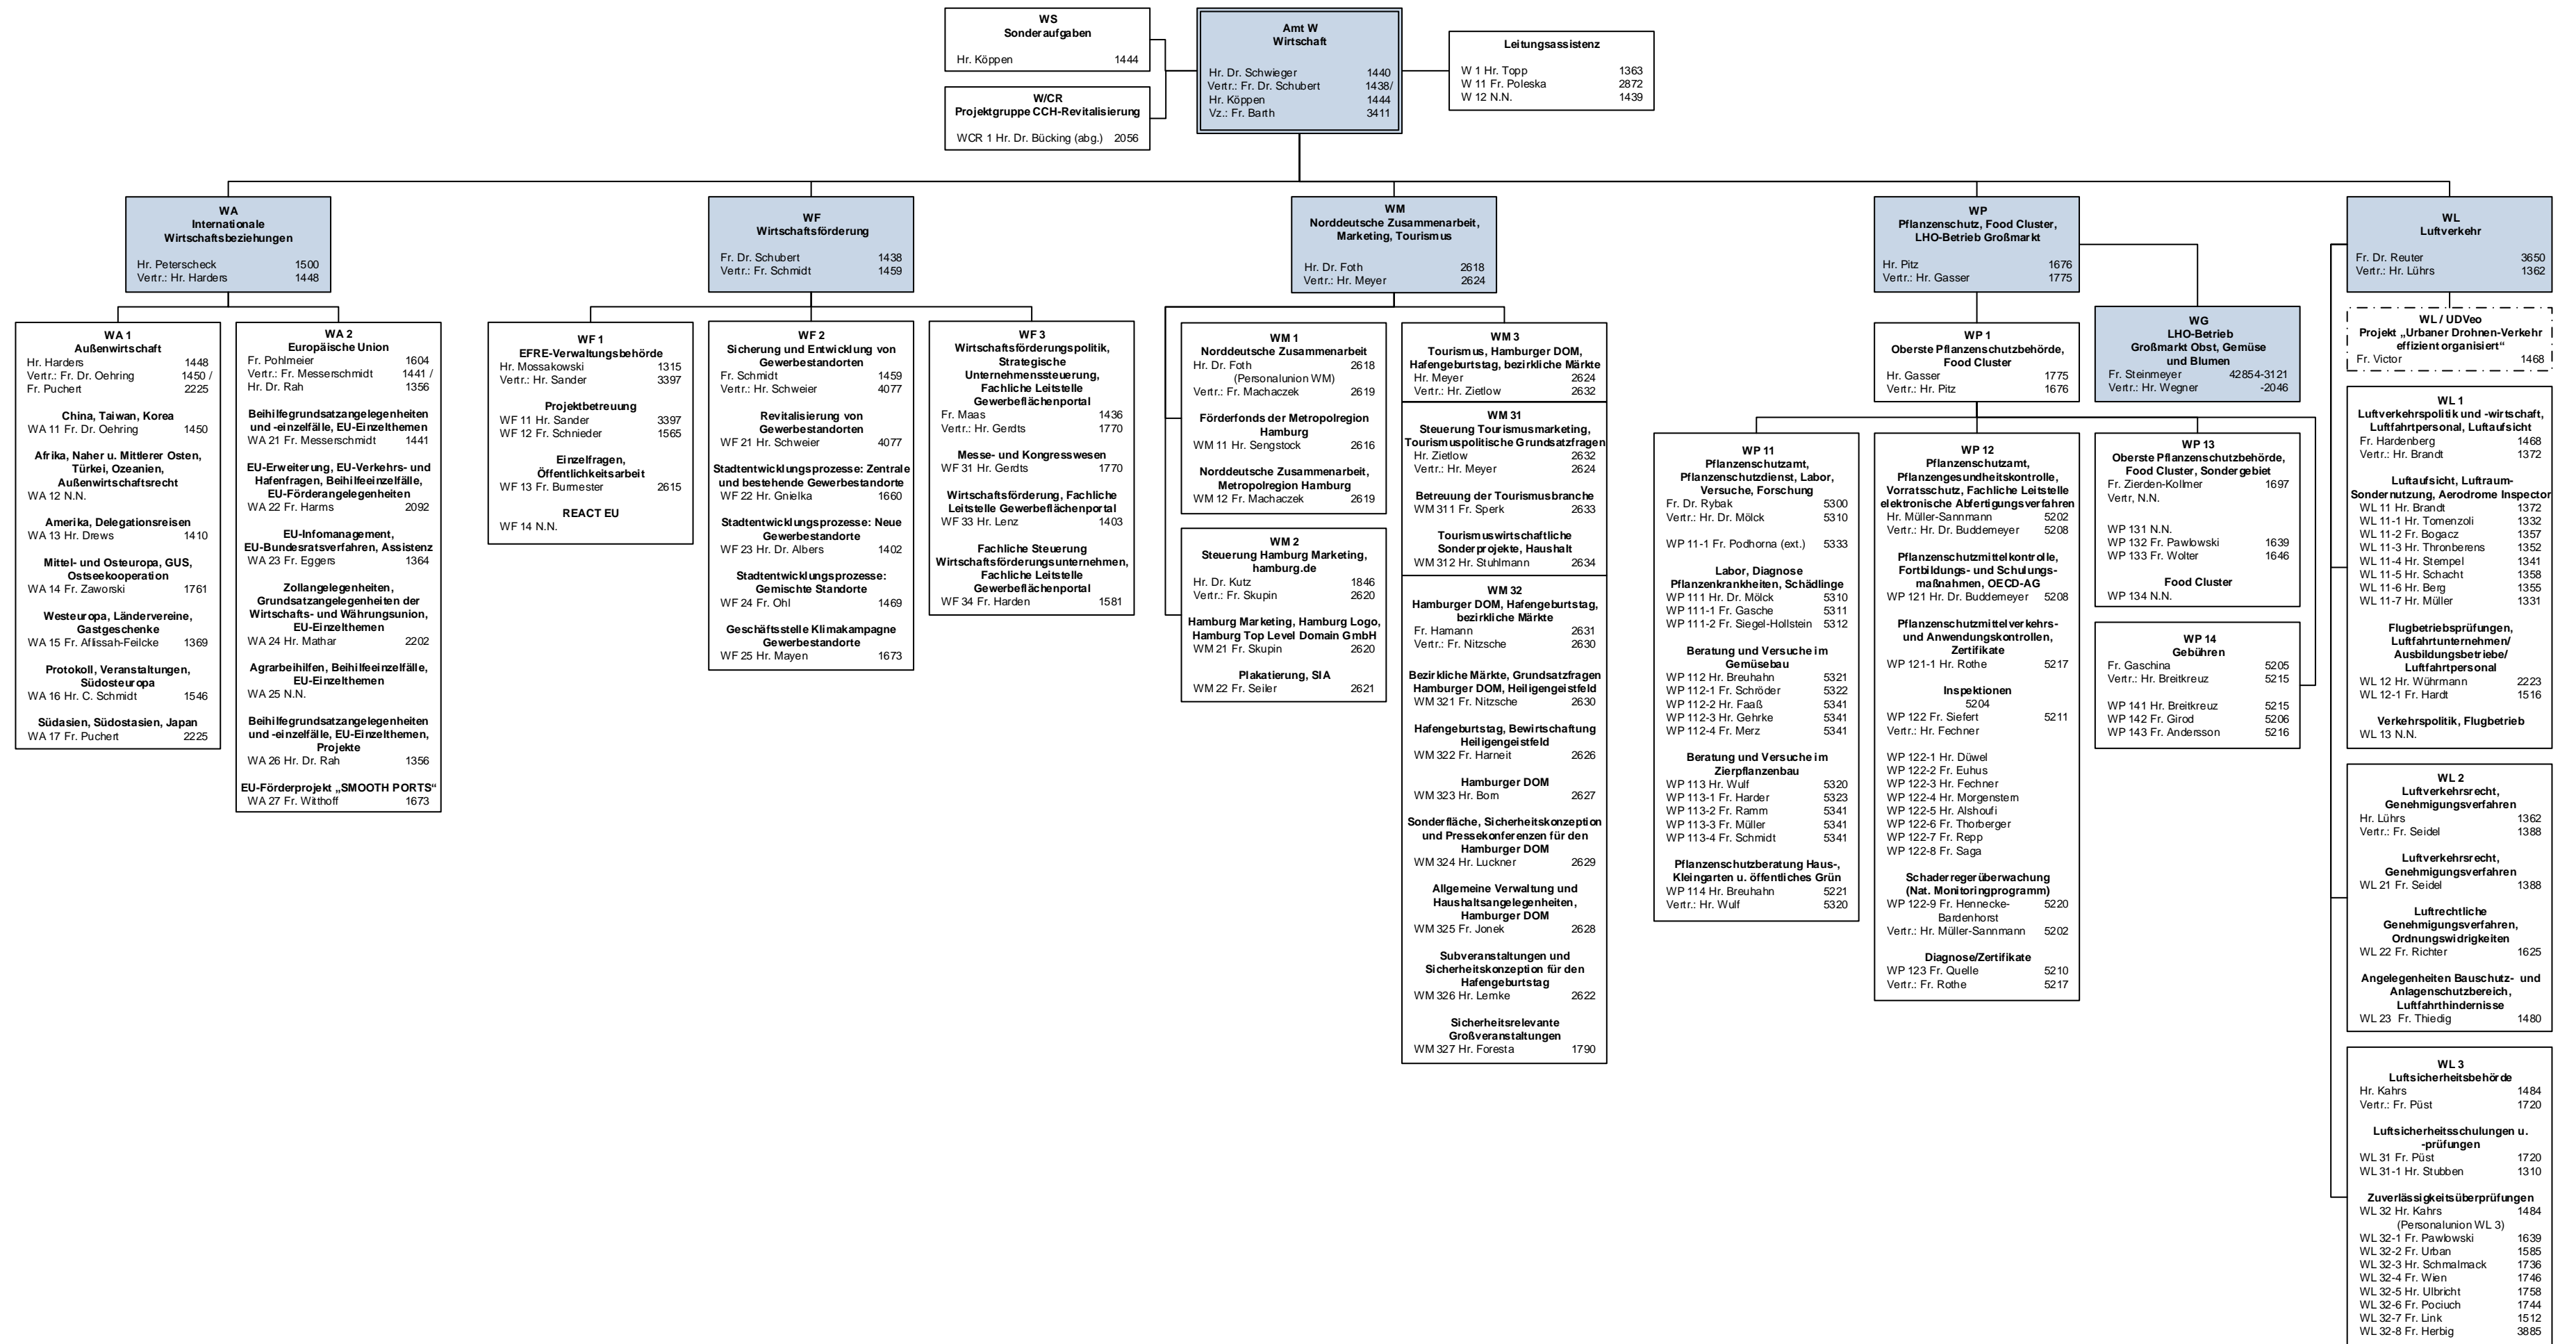 WS
Sonderaufgaben
Hr. Köppen 1444
W/CR
Projektgruppe CCH-Revitalisierung
WCR 1 Hr. Dr. Bücking (abg.) 2056
Amt W
Wirtschaft
Hr. Dr. Schwieger 1440
Vertr.: Fr. Dr. Schubert 1438/
Hr. Köppen 1444
Vz.: Fr. Barth 3411
Leitungsassistenz
W 1 Hr. Topp 1363
W 11 Fr. Poleska 2872
W 12 N.N. 1439
WA
Internationale
Wirtschaftsbeziehungen
Hr. Peterscheck 1500
Vertr.: Hr. Harders 1448
WA 1
Außenwirtschaft
Hr. Harders 1448
Vertr.: Fr. Dr. Oehring 1450 /
Fr. Puchert 2225
China, Taiwan, Korea
WA 11 Fr. Dr. Oehring 1450
Afrika, Naher u. Mittlerer Osten,
Türkei, Ozeanien,
Außenwirtschaftsrecht
WA 12 N.N.
Amerika, Delegationsreisen
WA 13 Hr. Drews 1410
Mittel- und Osteuropa, GUS,
Ostseekooperation
WA 14 Fr. Zaworski 1761
Westeuropa, Ländervereine,
Gastgeschenke
WA 15 Fr. Aflissah-Feilcke 1369
Protokoll, Veranstaltungen,
Südosteuropa
WA 16 Hr. C. Schmidt 1546
Südasien, Südostasien, Japan
WA 17 Fr. Puchert 2225
WA 2
Europäische Union
Fr. Pohlmeier 1604
Vertr.: Fr. Messerschmidt 1441 /
Hr. Dr. Rah 1356
Beihilfegrundsatzangelegenheiten
und -einzelfälle, EU-Einzelthemen
WA 21 Fr. Messerschmidt 1441
EU-Erweiterung, EU-Verkehrs- und
Hafenfragen, Beihilfeeinzelfälle,
EU-Förderangelegenheiten
WA 22 Fr. Harms 2092
EU-Infomanagement,
EU-Bundesratsverfahren, Assistenz
WA 23 Fr. Eggers 1364
Zollangelegenheiten,
Grundsatzangelegenheiten der
Wirtschafts- und Währungsunion,
EU-Einzelthemen
WA 24 Hr. Mathar 2202
Agrarbeihilfen, Beihilfeeinzelfälle,
EU-Einzelthemen
WA 25 N.N.
Beihilfegrundsatzangelegenheiten
und -einzelfälle, EU-Einzelthemen,
Projekte
WA 26 Hr. Dr. Rah 1356
EU-Förderprojekt „SMOOTH PORTS“
WA 27 Fr. Witthoff 1673
WF
Wirtschaftsförderung
Fr. Dr. Schubert 1438
Vertr.: Fr. Schmidt 1459
WF 1
EFRE-Verwaltungsbehörde
Hr. Mossakowski 1315
Vertr.: Hr. Sander 3397
Projektbetreuung
WF 11 Hr. Sander 3397
WF 12 Fr. Schnieder 1565
Einzelfragen,
Öffentlichkeitsarbeit
WF 13 Fr. Burmester 2615
REACT EU
WF 14 N.N.
WF 2
Sicherung und Entwicklung von
Gewerbestandorten
Fr. Schmidt 1459
Vertr.: Hr. Schweier 4077
Revitalisierung von
Gewerbestandorten
WF 21 Hr. Schweier 4077
Stadtentwicklungsprozesse: Zentrale
und bestehende Gewerbestandorte
WF 22 Hr. Gnielka 1660
Stadtentwicklungsprozesse: Neue
Gewerbestandorte
WF 23 Hr. Dr. Albers 1402
Stadtentwicklungsprozesse:
Gemischte Standorte
WF 24 Fr. Ohl 1469
Geschäftsstelle Klimakampagne
Gewerbestandorte
WF 25 Hr. Mayen 1673
WF 3
Wirtschaftsförderungspolitik,
Strategische
Unternehmenssteuerung,
Fachliche Leitstelle
Gewerbeflächenportal
Fr. Maas 1436
Vertr.: Hr. Gerdts 1770
Messe- und Kongresswesen
WF 31 Hr. Gerdts 1770
Wirtschaftsförderung, Fachliche
Leitstelle Gewerbeflächenportal
WF 33 Hr. Lenz 1403
Fachliche Steuerung
Wirtschaftsförderungsunternehmen,
Fachliche Leitstelle
Gewerbeflächenportal
WF 34 Fr. Harden 1581
WM
Norddeutsche Zusammenarbeit,
Marketing, Tourismus
Hr. Dr. Foth 2618
Vertr.: Hr. Meyer 2624
WM 1
Norddeutsche Zusammenarbeit
Hr. Dr. Foth 2618
(Personalunion WM)
Vertr.: Fr. Machaczek 2619
Förderfonds der Metropolregion
Hamburg
WM 11 Hr. Sengstock 2616
Norddeutsche Zusammenarbeit,
Metropolregion Hamburg
WM 12 Fr. Machaczek 2619
WM 2
Steuerung Hamburg Marketing,
hamburg.de
Hr. Dr. Kutz 1846
Vertr.: Fr. Skupin 2620
Hamburg Marketing, Hamburg Logo,
Hamburg Top Level Domain GmbH
WM 21 Fr. Skupin 2620
Plakatierung, SIA
WM 22 Fr. Seiler 2621
WM 3
Tourismus, Hamburger DOM,
Hafengeburtstag, bezirkliche Märkte
Hr. Meyer 2624
Vertr.: Hr. Zietlow 2632
WM 31
Steuerung Tourismusmarketing,
Tourismuspolitische Grundsatzfragen
Hr. Zietlow 2632
Vertr.: Hr. Meyer 2624
Betreuung der Tourismusbranche
WM 311 Fr. Sperk 2633
Tourismuswirtschaftliche
Sonderprojekte, Haushalt
WM 312 Hr. Stuhlmann 2634
WM 32
Hamburger DOM, Hafengeburtstag,
bezirkliche Märkte
Fr. Hamann 2631
Vertr.: Fr. Nitzsche 2630
Bezirkliche Märkte, Grundsatzfragen
Hamburger DOM, Heiligengeistfeld
WM 321 Fr. Nitzsche 2630
Hafengeburtstag, Bewirtschaftung
Heiligengeistfeld
WM 322 Fr. Harneit 2626
Hamburger DOM
WM 323 Hr. Born 2627
Sonderfläche, Sicherheitskonzeption
und Pressekonferenzen für den
Hamburger DOM
WM 324 Hr. Luckner 2629
Allgemeine Verwaltung und
Haushaltsangelegenheiten,
Hamburger DOM
WM 325 Fr. Jonek 2628
Subveranstaltungen und
Sicherheitskonzeption für den
Hafengeburtstag
WM 326 Hr. Lemke 2622
Sicherheitsrelevante
Großveranstaltungen
WM 327 Hr. Foresta 1790
WP
Pflanzenschutz, Food Cluster,
LHO-Betrieb Großmarkt
Hr. Pitz 1676
Vertr.: Hr. Gasser 1775
WG
LHO-Betrieb
Großmarkt Obst, Gemüse
und Blumen
Fr. Steinmeyer 42854-3121
Vertr.: Hr. Wegner -2046
WP 1
Oberste Pflanzenschutzbehörde,
Food Cluster
Hr. Gasser 1775
Vertr.: Hr. Pitz 1676
WP 11
Pflanzenschutzamt,
Pflanzenschutzdienst, Labor,
Versuche, Forschung
Fr. Dr. Rybak 5300
Vertr.: Hr. Dr. Mölck 5310
WP 11-1 Fr. Podhorna (ext.) 5333
Labor, Diagnose
Pflanzenkrankheiten, Schädlinge
WP 111 Hr. Dr. Mölck 5310
WP 111-1 Fr. Gasche 5311
WP 111-2 Fr. Siegel-Hollstein 5312
Beratung und Versuche im
Gemüsebau
WP 112 Hr. Breuhahn 5321
WP 112-1 Fr. Schröder 5322
WP 112-2 Hr. Faaß 5341
WP 112-3 Hr. Gehrke 5341
WP 112-4 Fr. Merz 5341
Beratung und Versuche im
Zierpflanzenbau
WP 113 Hr. Wulf 5320
WP 113-1 Fr. Harder 5323
WP 113-2 Fr. Ramm 5341
WP 113-3 Fr. Müller 5341
WP 113-4 Fr. Schmidt 5341
Pflanzenschutzberatung Haus-,
Kleingarten u. öffentliches Grün
WP 114 Hr. Breuhahn 5221
Vertr.: Hr. Wulf 5320
WP 12
Pflanzenschutzamt,
Pflanzengesundheitskontrolle,
Vorratsschutz, Fachliche Leitstelle
elektronische Abfertigungsverfahren
Hr. Müller-Sannmann 5202
Vertr.: Hr. Dr. Buddemeyer 5208
Pflanzenschutzmittelkontrolle,
Fortbildungs- und Schulungs-
maßnahmen, OECD-AG
WP 121 Hr. Dr. Buddemeyer 5208
Pflanzenschutzmittelverkehrs-
und Anwendungskontrollen,
Zertifikate
WP 121-1 Hr. Rothe 5217
Inspektionen
5204
WP 122 Fr. Siefert 5211
Vertr.: Hr. Fechner
WP 122-1 Hr. Düwel
WP 122-2 Fr. Euhus
WP 122-3 Hr. Fechner
WP 122-4 Hr. Morgenstern
WP 122-5 Hr. Alshoufi
WP 122-6 Fr. Thorberger
WP 122-7 Fr. Repp
WP 122-8 Fr. Saga
Schaderregerüberwachung
(Nat. Monitoringprogramm)
WP 122-9 Fr. Hennecke- 5220
Bardenhorst
Vertr.: Hr. Müller-Sannmann 5202
Diagnose/Zertifikate
WP 123 Fr. Quelle 5210
Vertr.: Fr. Rothe 5217
WP 13
Oberste Pflanzenschutzbehörde,
Food Cluster, Sondergebiet
Fr. Zierden-Kollmer 1697
Vertr, N.N.
WP 131 N.N.
WP 132 Fr. Pawlowski 1639
WP 133 Fr. Wolter 1646
Food Cluster
WP 134 N.N.
WP 14
Gebühren
Fr. Gaschina 5205
Vertr.: Hr. Breitkreuz 5215
WP 141 Hr. Breitkreuz 5215
WP 142 Fr. Girod 5206
WP 143 Fr. Andersson 5216
WL
Luftverkehr
Fr. Dr. Reuter 3650
Vertr.: Hr. Lührs 1362
WL / UDVeo
Projekt „Urbaner Drohnen-Verkehr
effizient organisiert“
Fr. Victor 1468
WL 1
Luftverkehrspolitik und -wirtschaft,
Luftfahrtpersonal, Luftaufsicht
Fr. Hardenberg 1468
Vertr.: Hr. Brandt 1372
Luftaufsicht, Luftraum-
Sondernutzung, Aerodrome Inspector
WL 11 Hr. Brandt 1372
WL 11-1 Hr. Tomenzoli 1332
WL 11-2 Fr. Bogacz 1357
WL 11-3 Hr. Thronberens 1352
WL 11-4 Hr. Stempel 1341
WL 11-5 Hr. Schacht 1358
WL 11-6 Hr. Berg 1355
WL 11-7 Hr. Müller 1331
Flugbetriebsprüfungen,
Luftfahrtunternehmen/
Ausbildungsbetriebe/
Luftfahrtpersonal
WL 12 Hr. Wührmann 2223
WL 12-1 Fr. Hardt 1516
Verkehrspolitik, Flugbetrieb
WL 13 N.N.
WL 2
Luftverkehrsrecht,
Genehmigungsverfahren
Hr. Lührs 1362
Vertr.: Fr. Seidel 1388
Luftverkehrsrecht,
Genehmigungsverfahren
WL 21 Fr. Seidel 1388
Luftrechtliche
Genehmigungsverfahren,
Ordnungswidrigkeiten
WL 22 Fr. Richter 1625
Angelegenheiten Bauschutz- und
Anlagenschutzbereich,
Luftfahrthindernisse
WL 23 Fr. Thiedig 1480
WL 3
Luftsicherheitsbehörde
Hr. Kahrs 1484
Vertr.: Fr. Püst 1720
Luftsicherheitsschulungen u.
-prüfungen
WL 31 Fr. Püst 1720
WL 31-1 Hr. Stubben 1310
Zuverlässigkeitsüberprüfungen
WL 32 Hr. Kahrs 1484
(Personalunion WL 3)
WL 32-1 Fr. Pawlowski 1639
WL 32-2 Fr. Urban 1585
WL 32-3 Hr. Schmalmack 1736
WL 32-4 Fr. Wien 1746
WL 32-5 Hr. Ulbricht 1758
WL 32-6 Fr. Pociuch 1744
WL 32-7 Fr. Link 1512
WL 32-8 Fr. Herbig 3885